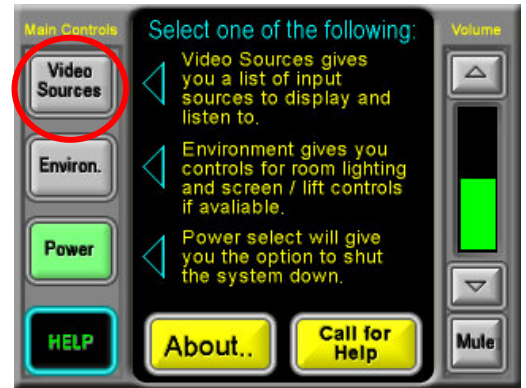 Main Controls
Video
Sources
Environ.
Power
HELP
Select one of the following:
Video Sources gives
you a list of input
sources to display and
listen to.
Environment gives you
controls for room lighting
and screen / lift controls
if avaliable.
Power select will give
you the option to shut
the system down.
About..
Call for
Help
Volume
Mute